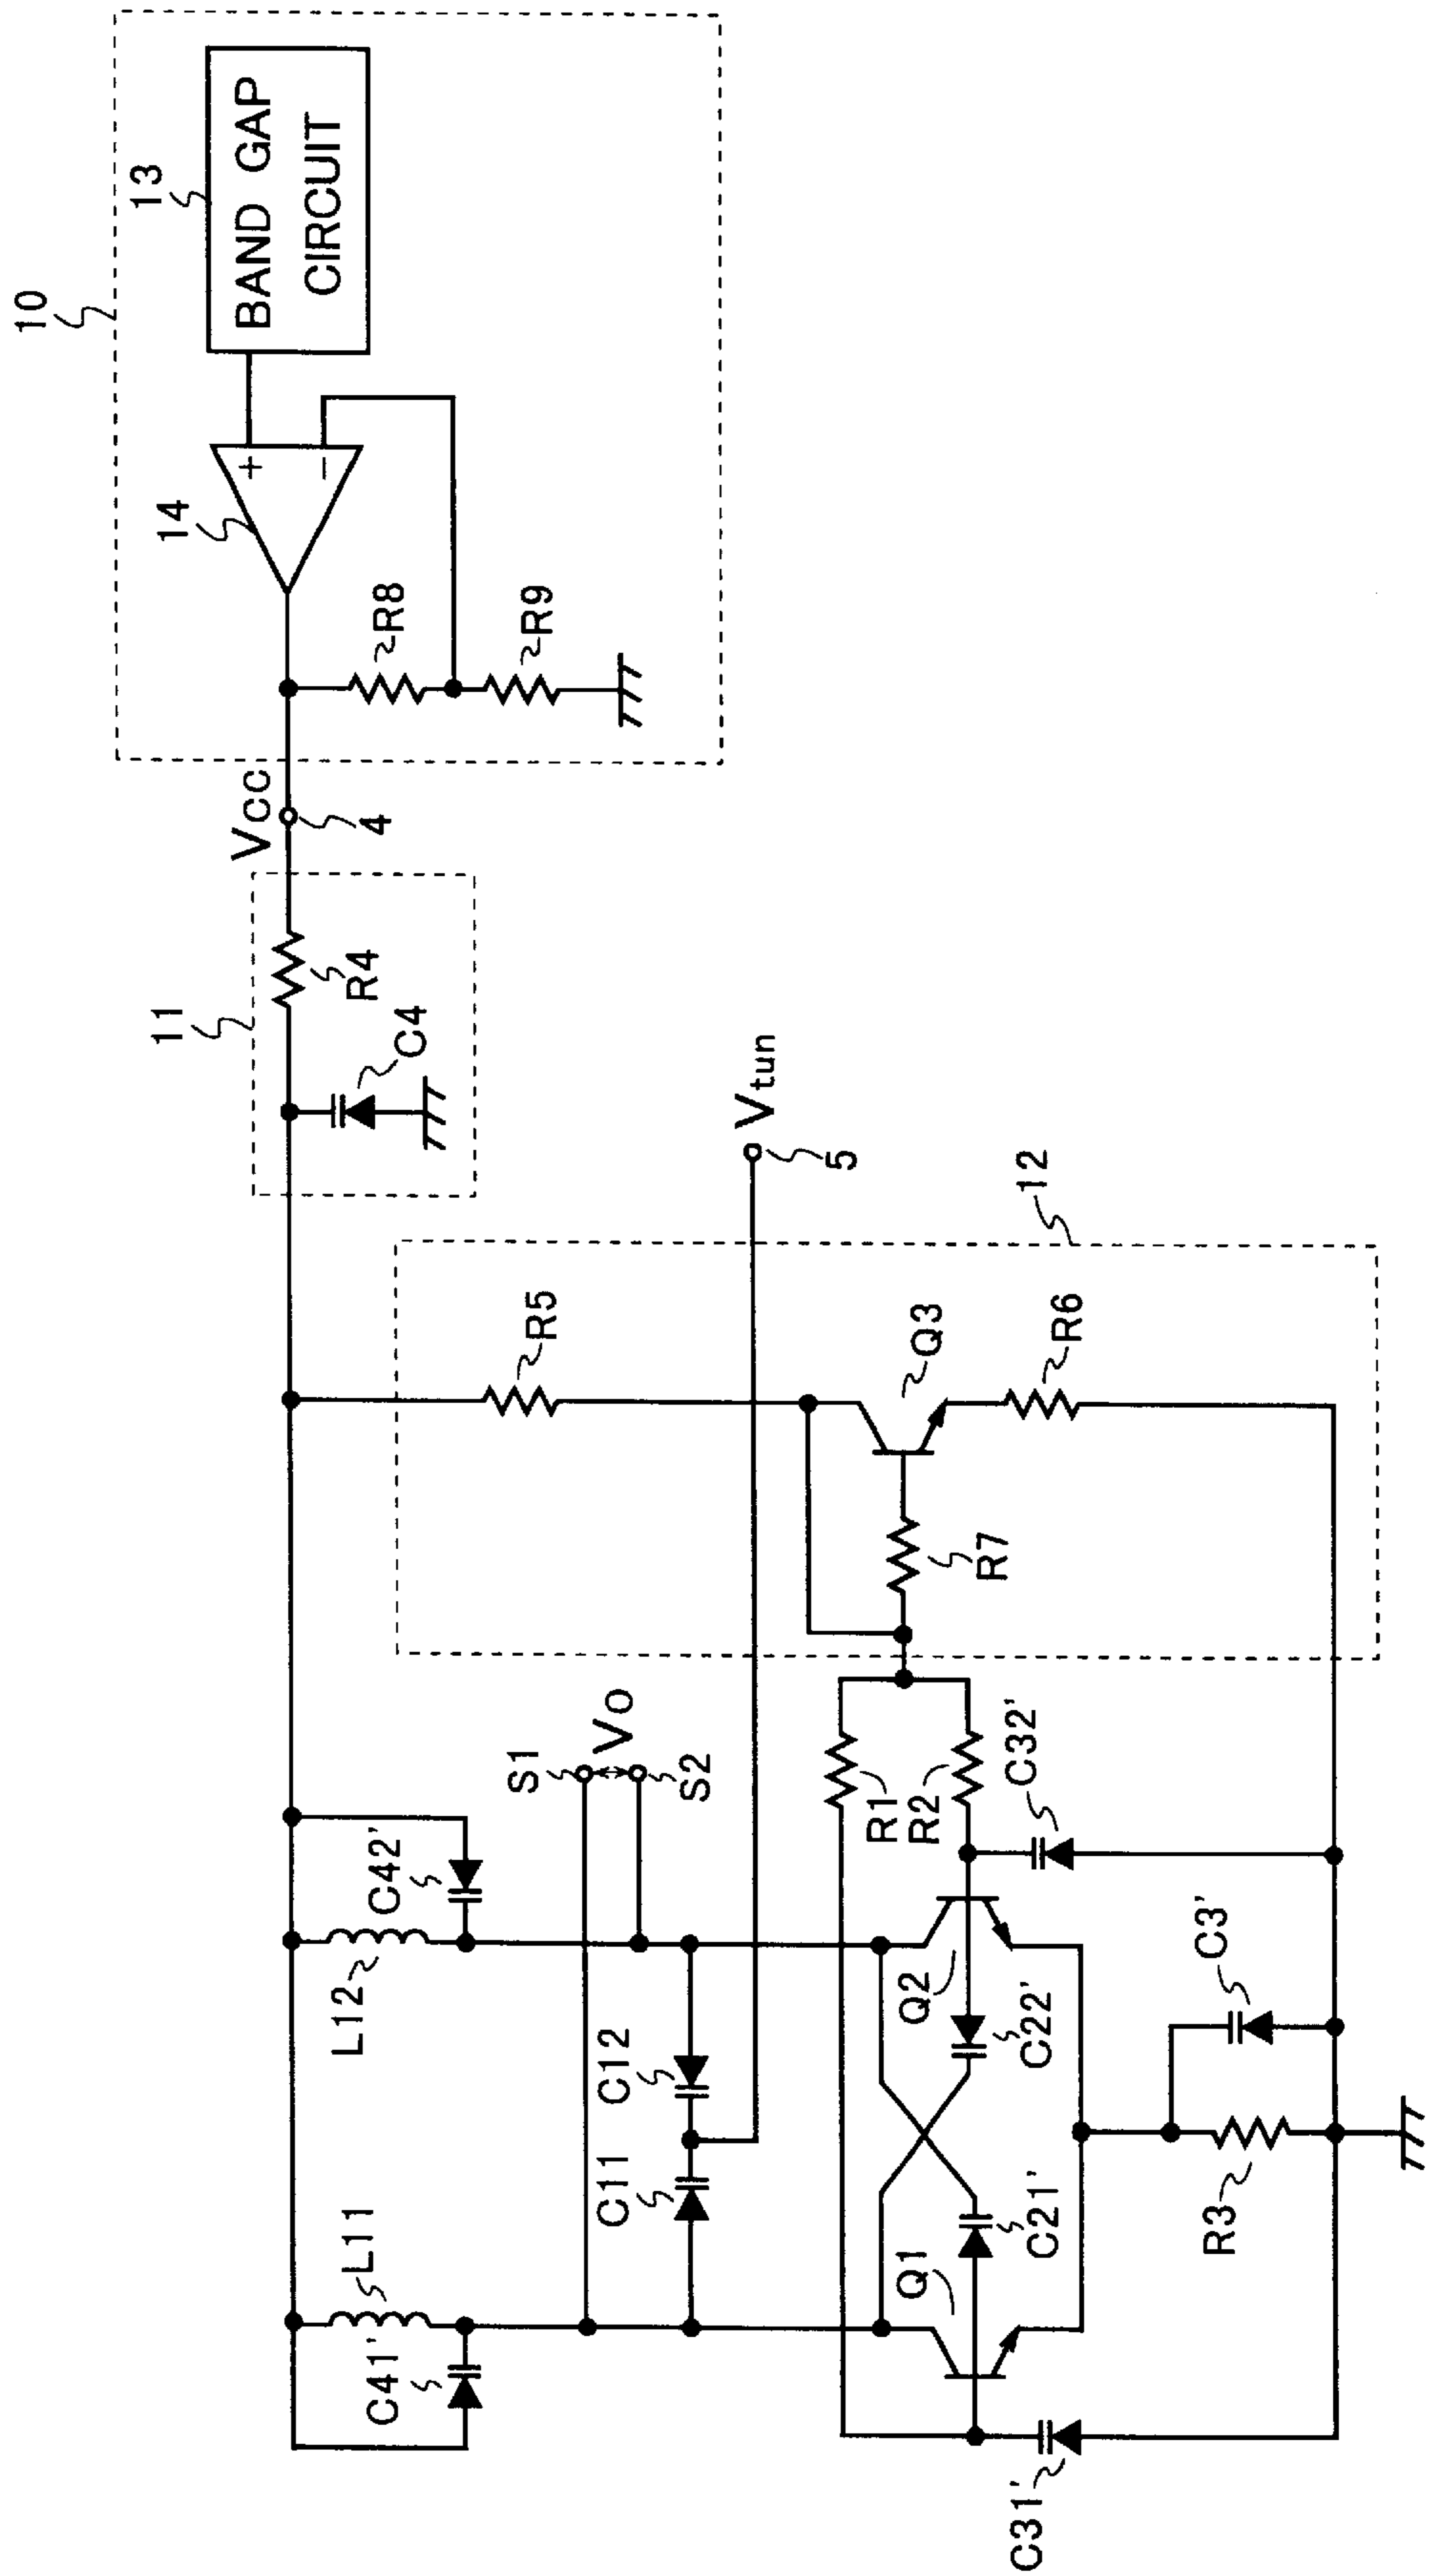 10
13
BAND GAP
CIRCUIT
14
+
−
R8
R9
VCC
4
11
R4
C4
Vtun
5
12
R5
Q3
R6
R7
S1
VO
S2
R1
R2
C32'
C42'
L12
C12
C11
Q2
C22'
C3'
L11
C41'
Q1
C21'
R3
C31'